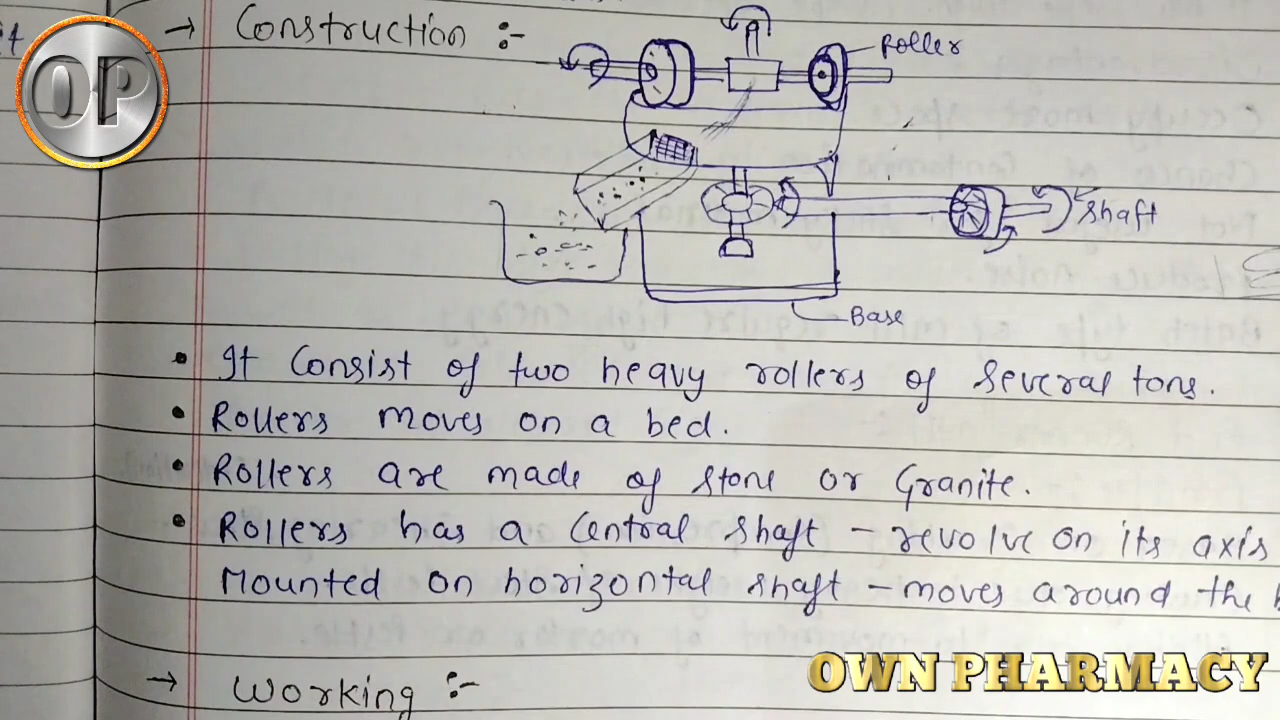 OP
→ Construction :-
Roller
Shaft
Base
• It Consist of two heavy rollers of several tons.
• Rollers moves on a bed.
• Rollers are made of stone or Granite.
• Rollers has a central shaft - revolve on its axis
Mounted on horizontal shaft - moves around the
→ Working :-
OWN PHARMACY